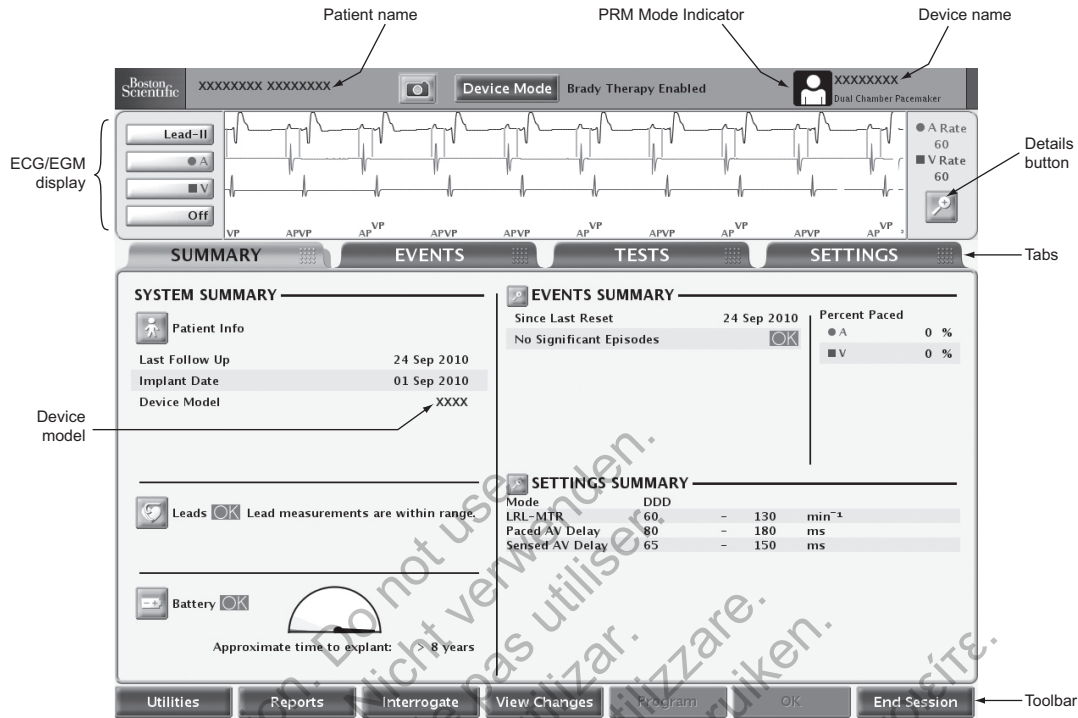 Patient name
PRM Mode Indicator
Device name
Boston
Scientific
XXXXXXXX XXXXXXXX
Device Mode
Brady Therapy Enabled
XXXXXXXX
Dual Chamber Pacemaker
ECG/EGM
display
Lead-II
A
V
Off
A Rate
60
V Rate
60
Details
button
VP APVP AP VP APVP AP VP APVP AP VP APVP AP VP
SUMMARY EVENTS TESTS SETTINGS
Tabs
SYSTEM SUMMARY
Patient Info
Last Follow Up 24 Sep 2010
Implant Date 01 Sep 2010
Device Model XXXX
Device
model
Leads OK Lead measurements are within range.
Battery OK
Approximate time to explant: > 8 years
EVENTS SUMMARY
Since Last Reset 24 Sep 2010
No Significant Episodes OK
Percent Paced
A 0 %
V 0 %
SETTINGS SUMMARY
Mode DDD
LRL-MTR 60 - 130 min⁻¹
Paced AV Delay 80 - 180 ms
Sensed AV Delay 65 - 150 ms
Utilities Reports Interrogate View Changes Program OK End Session
Toolbar
on. Do not use.
Nicht verwenden.
pas utiliser.